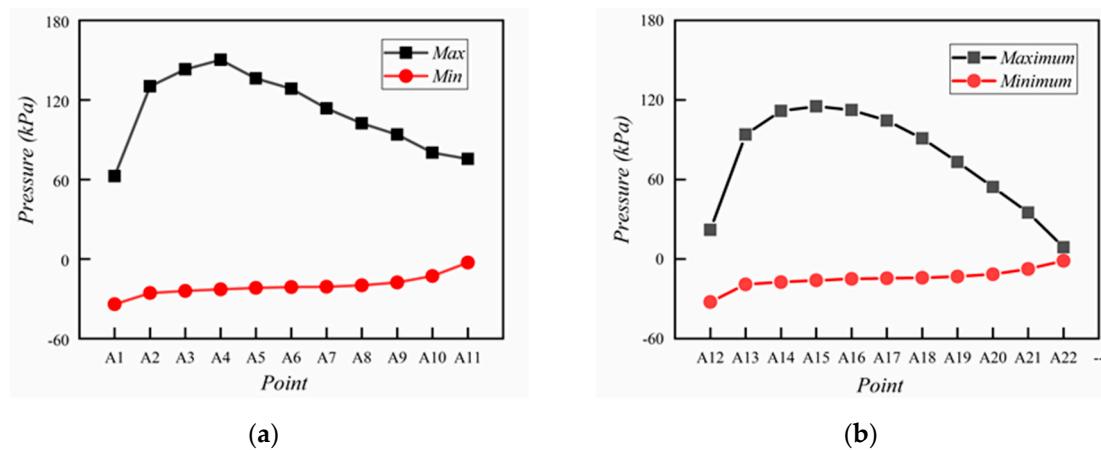 180
120
60
0
-60
Pressure (kPa)
Max
Min
A1 A2 A3 A4 A5 A6 A7 A8 A9 A10 A11
Point
(a)
180
120
60
0
-60
Pressure (kPa)
Maximum
Minimum
A12 A13 A14 A15 A16 A17 A18 A19 A20 A21 A22 --
Point
(b)